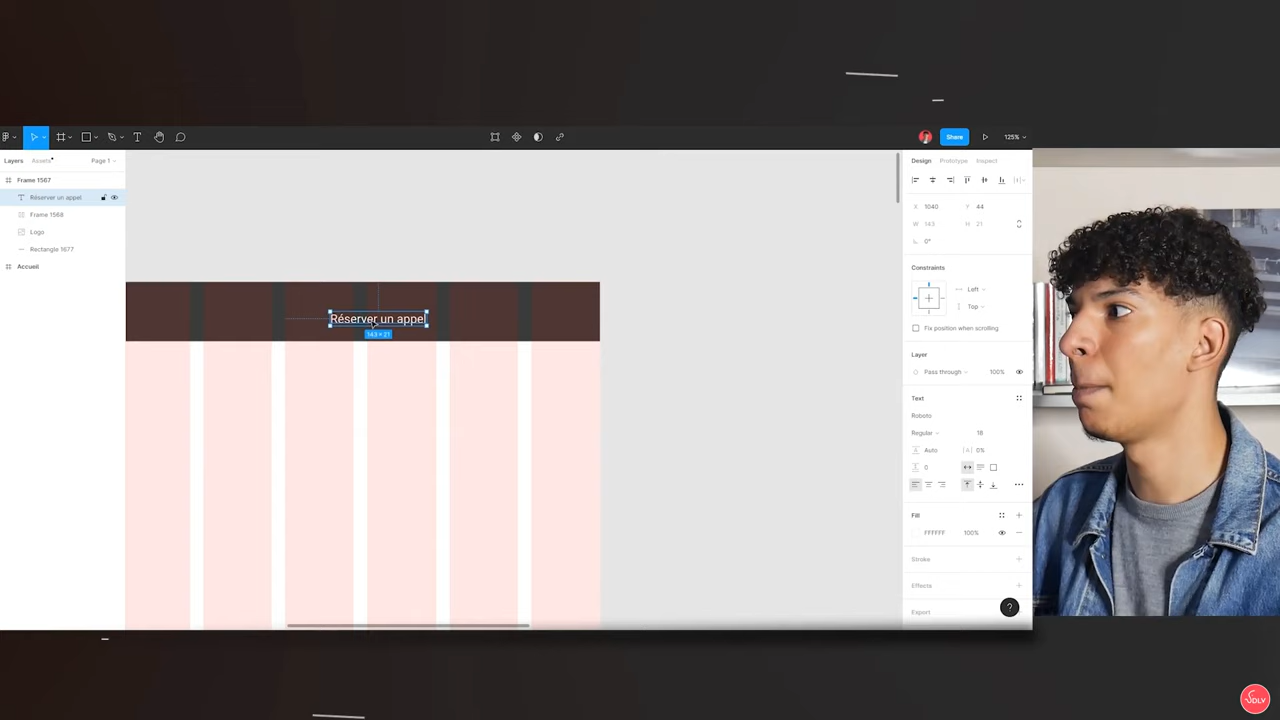 Share
125%
Layers
Assets
Page 1
Frame 1567
Réserver un appel
Frame 1568
Logo
Rectangle 1677
Accueil
Réserver un appel
143 × 21
Design
Prototype
Inspect
X 1040 Y 44
W 143 H 21
0°
Constraints
Left
Top
Fix position when scrolling
Layer
Pass through 100%
Text
Roboto
Regular 18
Auto |A| 0%
0
Fill
FFFFFF 100%
Stroke
Effects
Export
?
SDLY